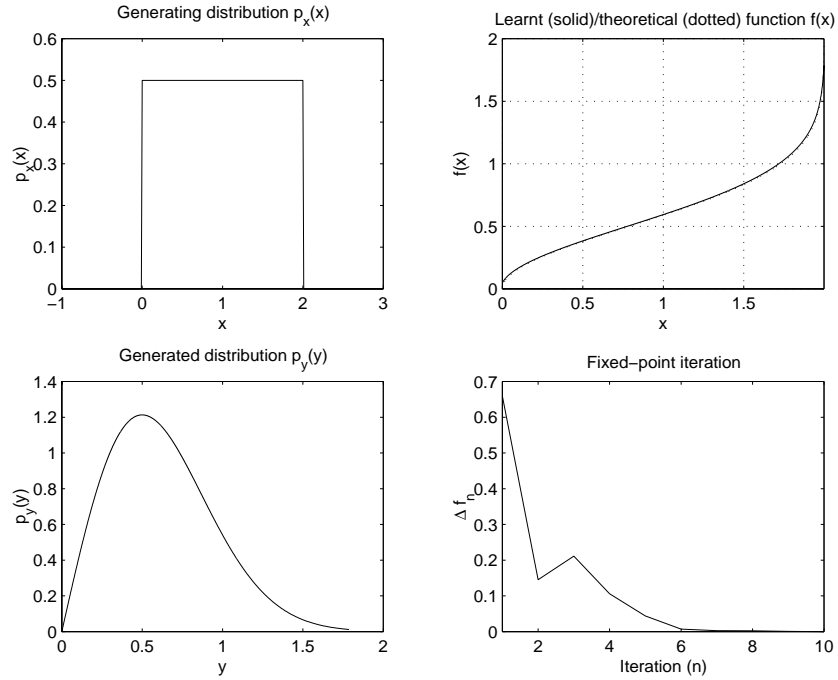 Generating distribution p_x(x)
0.6
0.5
0.4
0.3
0.2
0.1
0
p_x(x)
−1 0 1 2 3
x
Learnt (solid)/theoretical (dotted) function f(x)
2
1.5
1
0.5
0
f(x)
0 0.5 1 1.5
x
Generated distribution p_y(y)
1.4
1.2
1
0.8
0.6
0.4
0.2
0
p_y(y)
0 0.5 1 1.5 2
y
Fixed−point iteration
0.7
0.6
0.5
0.4
0.3
0.2
0.1
0
Δ f_n
2 4 6 8 10
Iteration (n)